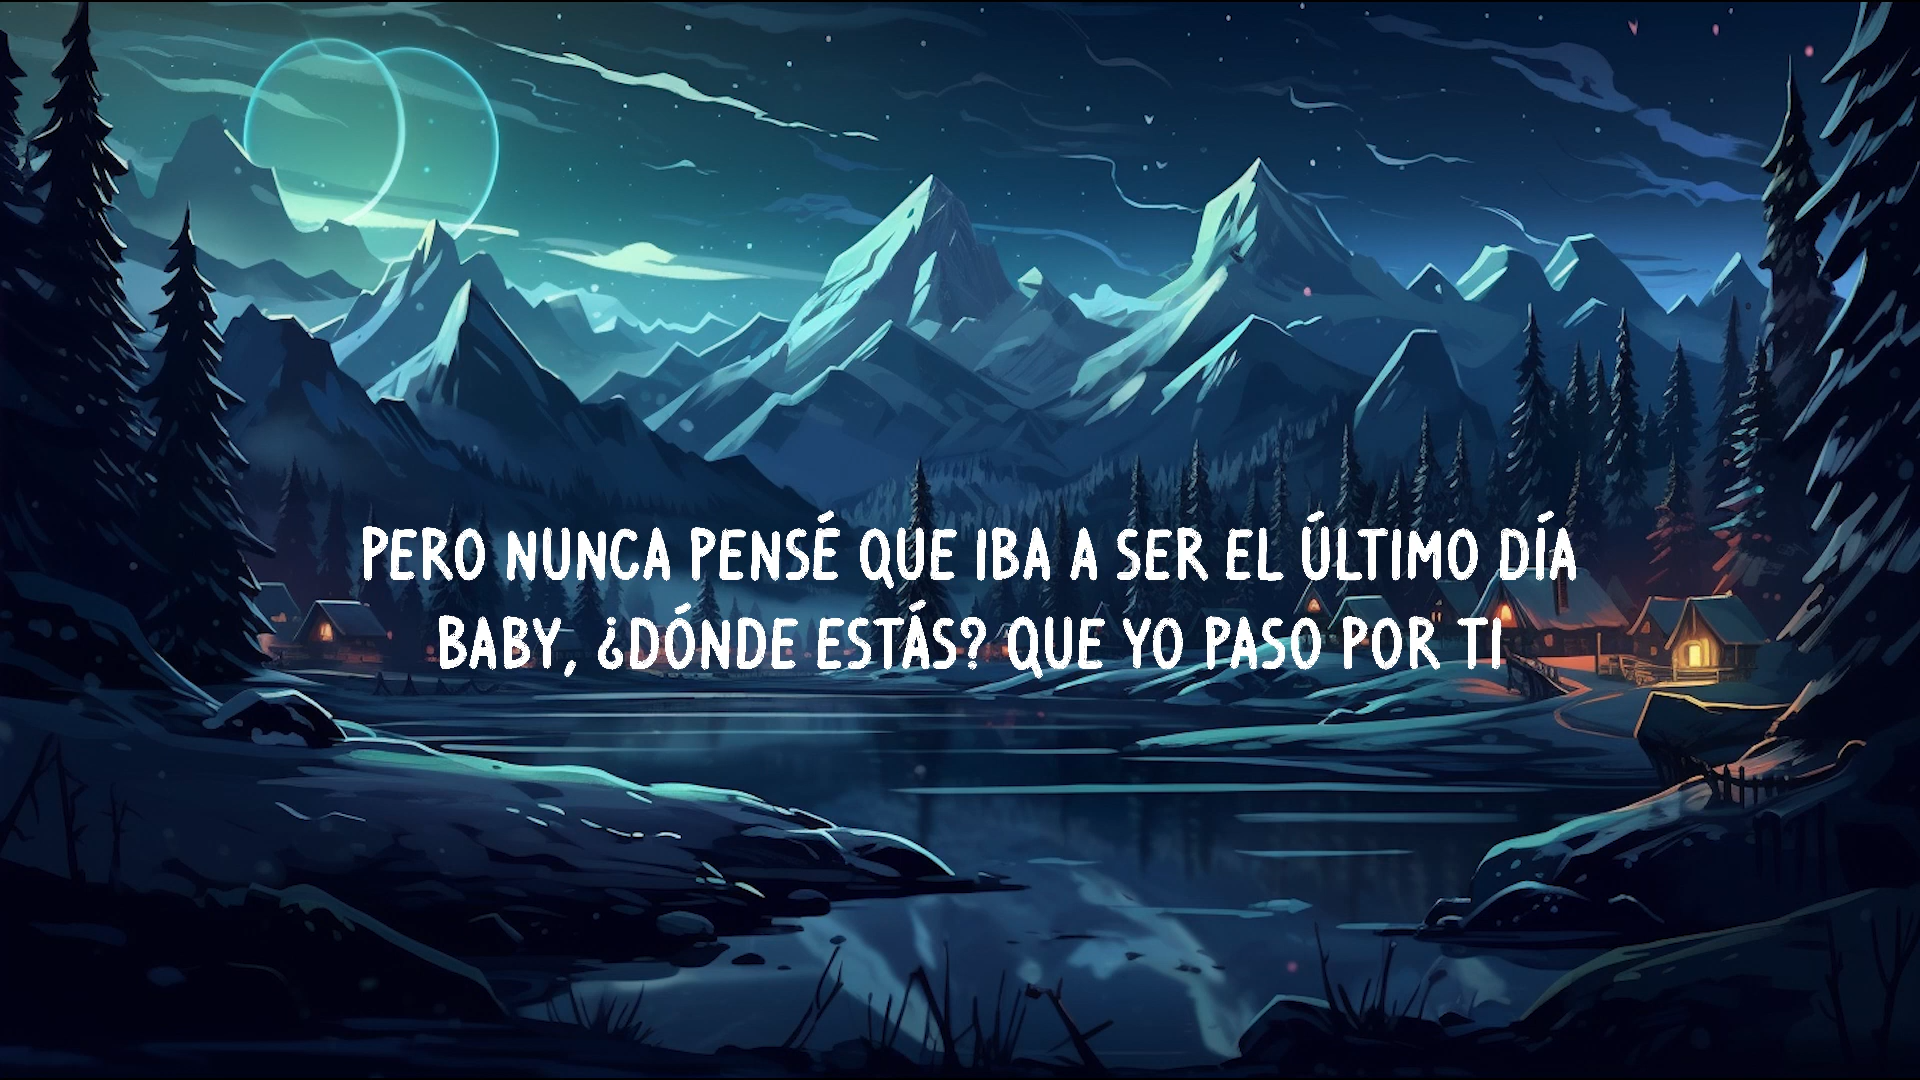 PERO NUNCA PENSÉ QUE IBA A SER EL ÚLTIMO DÍA
BABY, ¿DÓNDE ESTÁS? QUE YO PASO POR TI